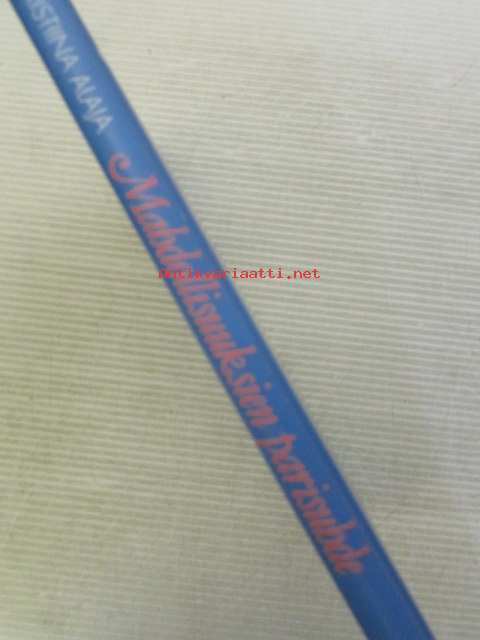 ISTIINA ALAJA
Mahdollisuuksien parisuhde
antikvariaatti.net